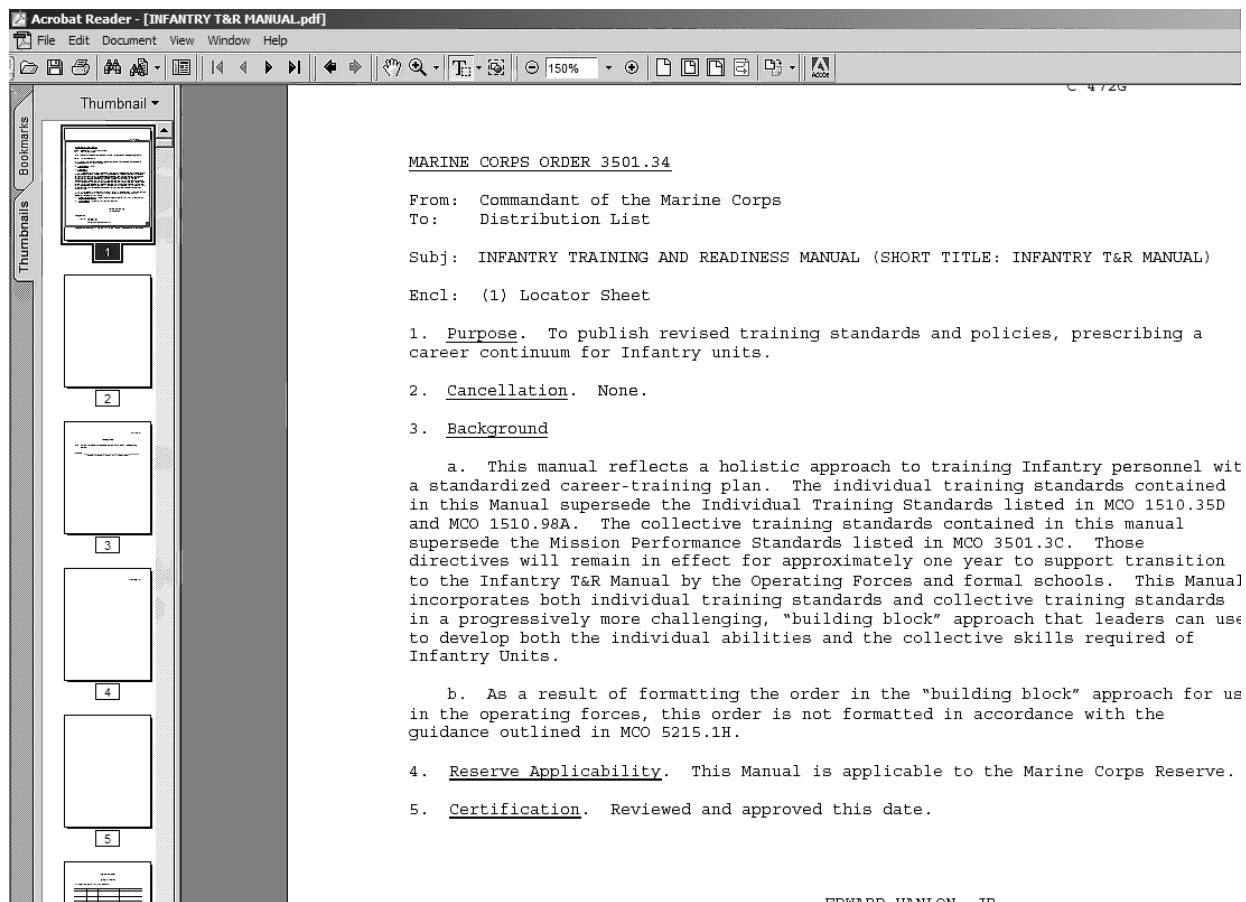 Acrobat Reader - [INFANTRY T&R MANUAL.pdf]
File Edit Document View Window Help
150%
Adobe
Thumbnail
Bookmarks
Thumbnails
1
2
3
4
5
C 472G
MARINE CORPS ORDER 3501.34
From: Commandant of the Marine Corps
To: Distribution List
Subj: INFANTRY TRAINING AND READINESS MANUAL (SHORT TITLE: INFANTRY T&R MANUAL)
Encl: (1) Locator Sheet
1. Purpose. To publish revised training standards and policies, prescribing a
career continuum for Infantry units.
2. Cancellation. None.
3. Background
a. This manual reflects a holistic approach to training Infantry personnel wit
a standardized career-training plan. The individual training standards contained
in this Manual supersede the Individual Training Standards listed in MCO 1510.35D
and MCO 1510.98A. The collective training standards contained in this manual
supersede the Mission Performance Standards listed in MCO 3501.3C. Those
directives will remain in effect for approximately one year to support transition
to the Infantry T&R Manual by the Operating Forces and formal schools. This Manual
incorporates both individual training standards and collective training standards
in a progressively more challenging, “building block” approach that leaders can use
to develop both the individual abilities and the collective skills required of
Infantry Units.
b. As a result of formatting the order in the “building block” approach for us
in the operating forces, this order is not formatted in accordance with the
guidance outlined in MCO 5215.1H.
4. Reserve Applicability. This Manual is applicable to the Marine Corps Reserve.
5. Certification. Reviewed and approved this date.
EDWARD HANLON, JR